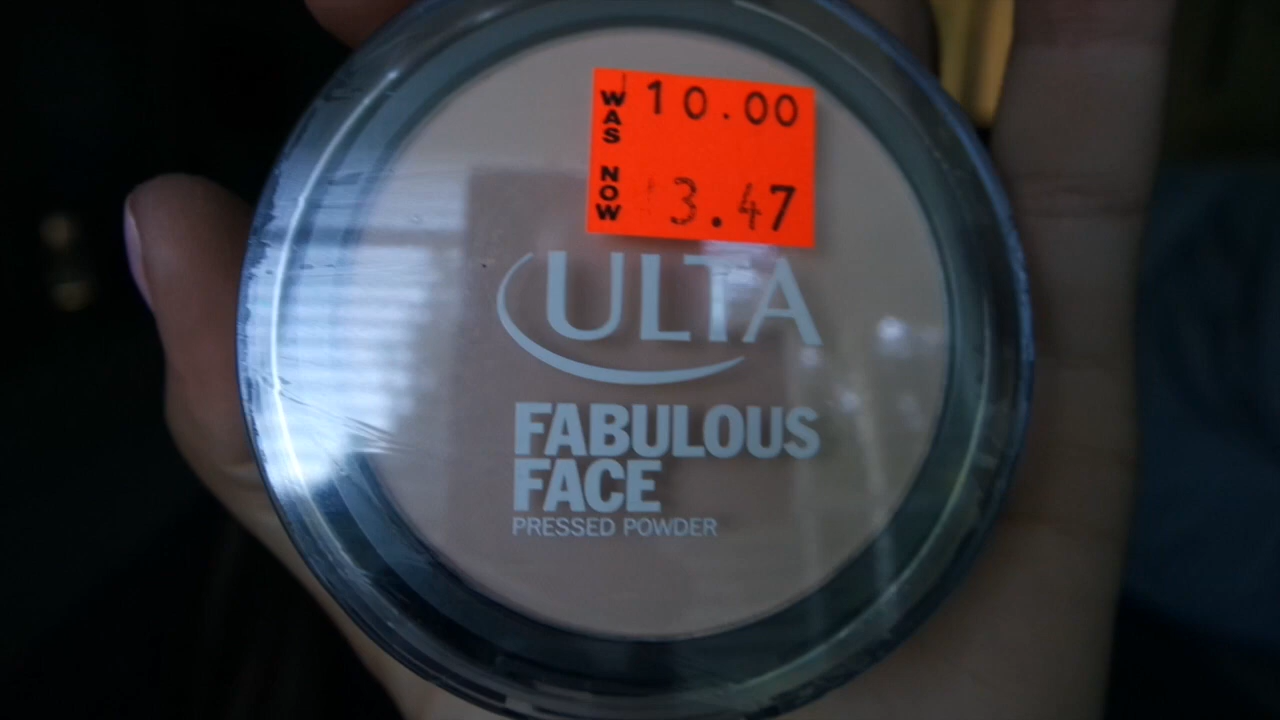 WAS 10.00
NOW 3.47
ULTA
FABULOUS
FACE
PRESSED POWDER